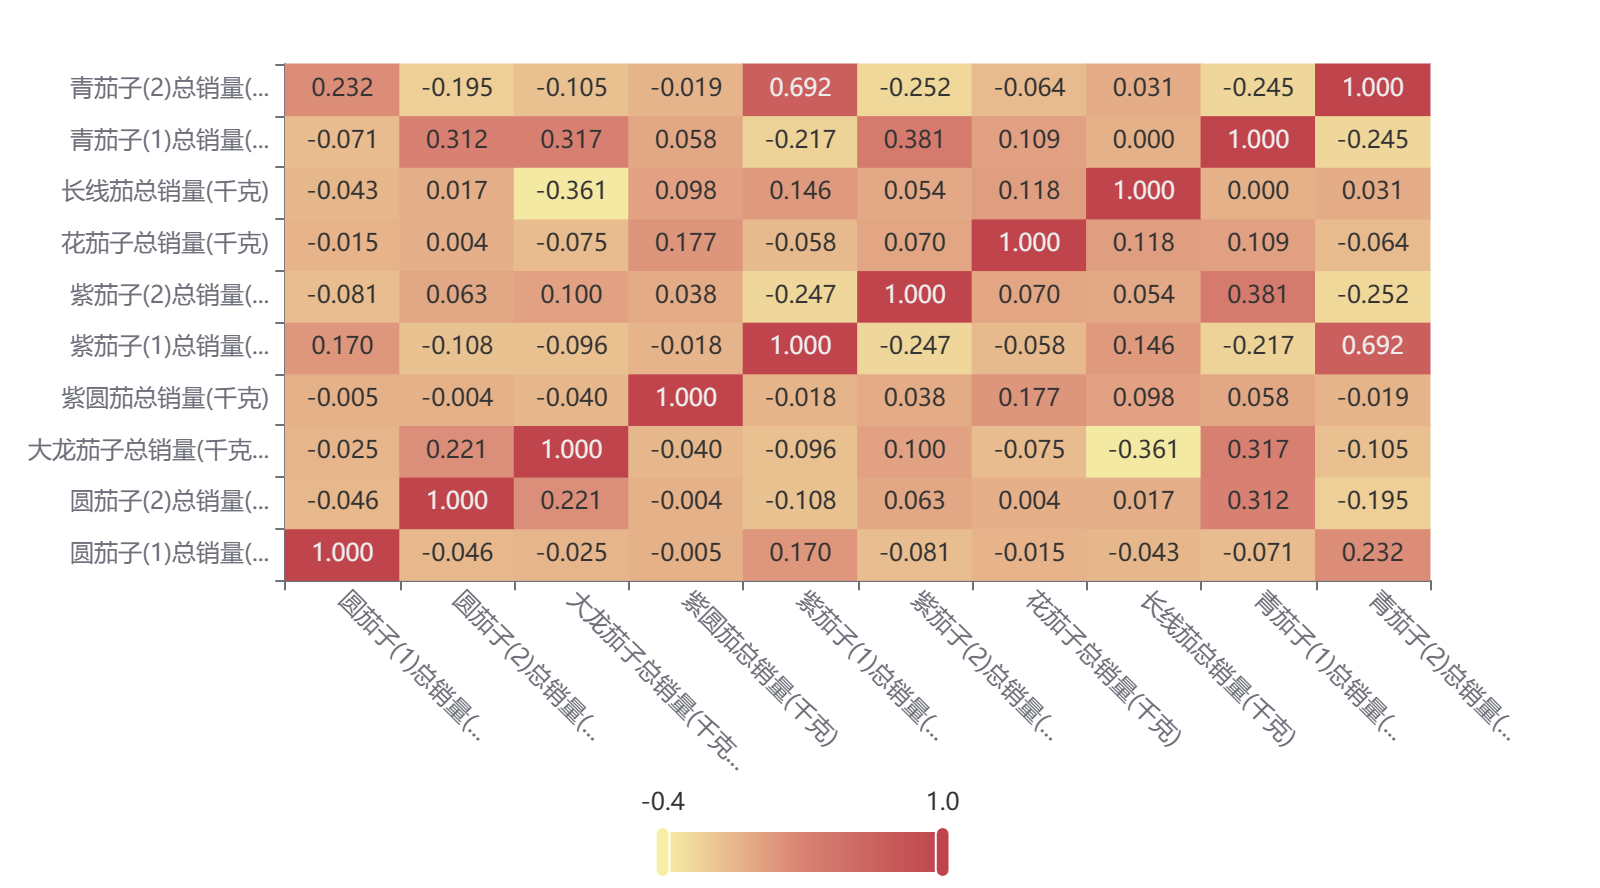 青茄子(2)总销量(... 0.232 -0.195 -0.105 -0.019 0.692 -0.252 -0.064 0.031 -0.245 1.000
青茄子(1)总销量(... -0.071 0.312 0.317 0.058 -0.217 0.381 0.109 0.000 1.000 -0.245
长线茄总销量(千克) -0.043 0.017 -0.361 0.098 0.146 0.054 0.118 1.000 0.000 0.031
花茄子总销量(千克) -0.015 0.004 -0.075 0.177 -0.058 0.070 1.000 0.118 0.109 -0.064
紫茄子(2)总销量(... -0.081 0.063 0.100 0.038 -0.247 1.000 0.070 0.054 0.381 -0.252
紫茄子(1)总销量(... 0.170 -0.108 -0.096 -0.018 1.000 -0.247 -0.058 0.146 -0.217 0.692
紫圆茄总销量(千克) -0.005 -0.004 -0.040 1.000 -0.018 0.038 0.177 0.098 0.058 -0.019
大龙茄子总销量(千克... -0.025 0.221 1.000 -0.040 -0.096 0.100 -0.075 -0.361 0.317 -0.105
圆茄子(2)总销量(... -0.046 1.000 0.221 -0.004 -0.108 0.063 0.004 0.017 0.312 -0.195
圆茄子(1)总销量(... 1.000 -0.046 -0.025 -0.005 0.170 -0.081 -0.015 -0.043 -0.071 0.232
圆茄子(1)总销量(...
圆茄子(2)总销量(...
大龙茄子总销量(千克...
紫圆茄总销量(千克)
紫茄子(1)总销量(...
紫茄子(2)总销量(...
花茄子总销量(千克)
长线茄总销量(千克)
青茄子(1)总销量(...
青茄子(2)总销量(...
-0.4 1.0